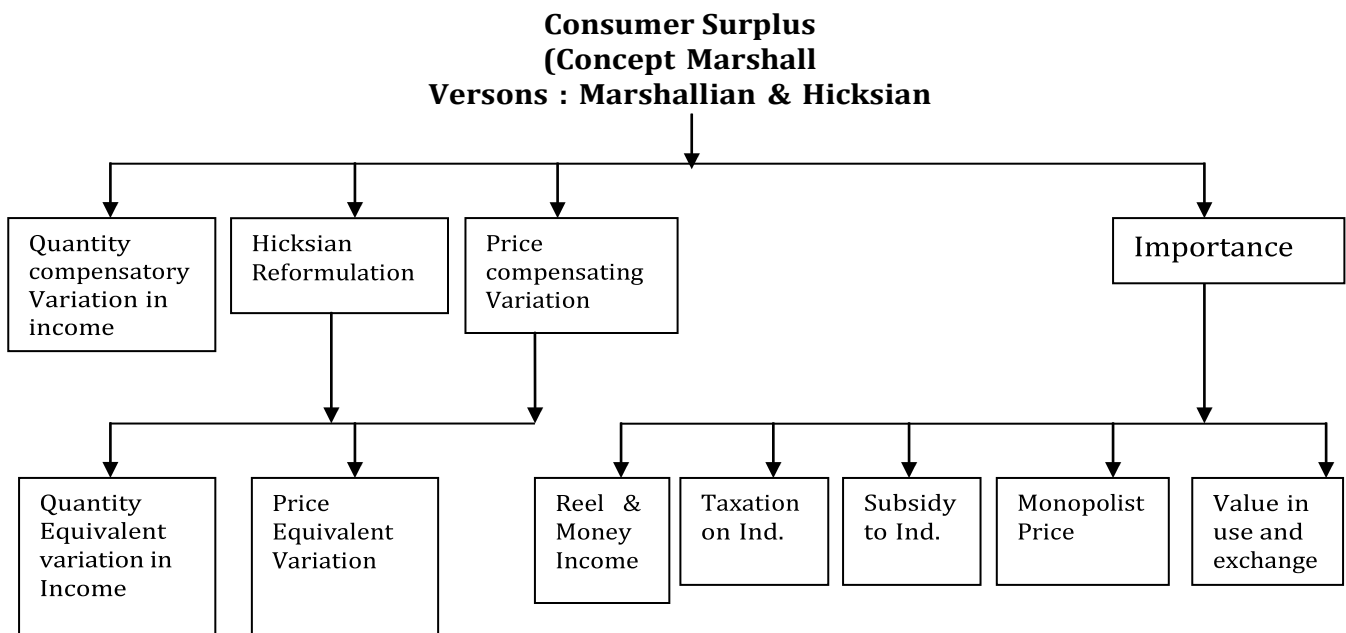 Consumer Surplus
(Concept Marshall
Versons : Marshallian & Hicksian
Quantity
compensatory
Variation in
income
Hicksian
Reformulation
Price
compensating
Variation
Importance
Quantity
Equivalent
variation in
Income
Price
Equivalent
Variation
Reel &
Money
Income
Taxation
on Ind.
Subsidy
to Ind.
Monopolist
Price
Value in
use and
exchange